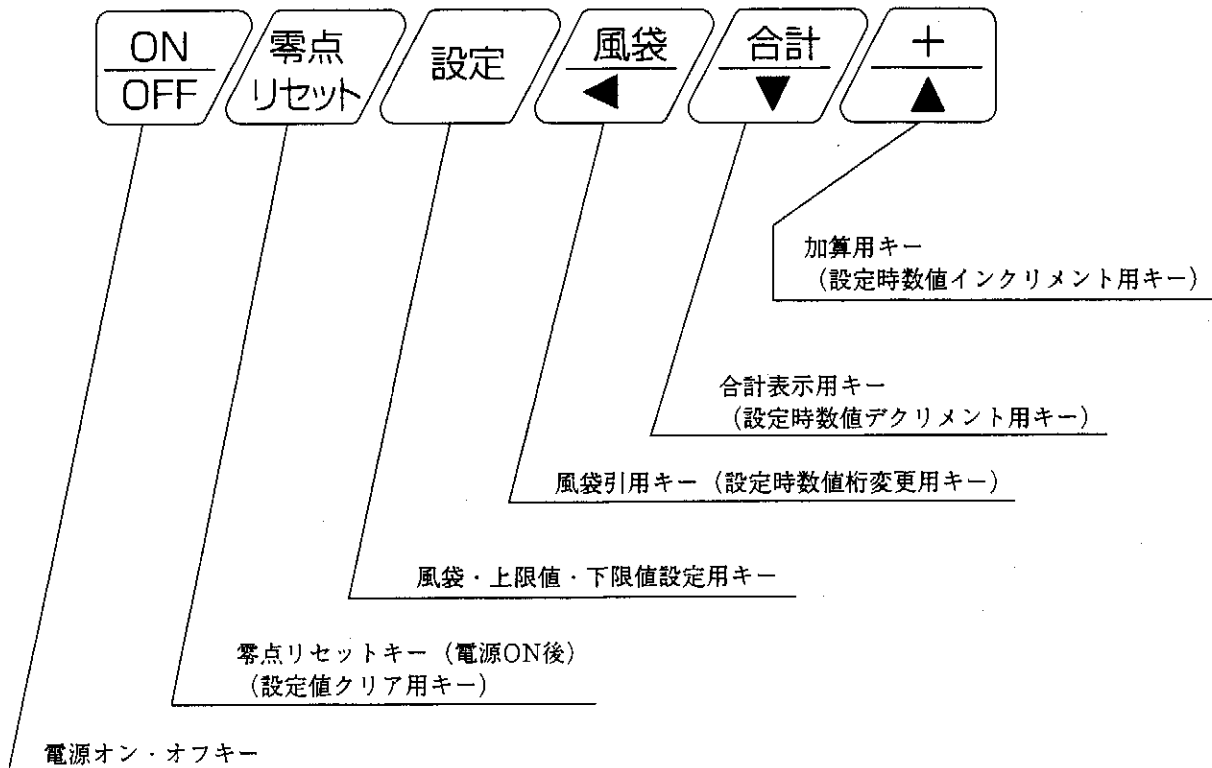 ON
OFF
零点
リセット
設定
風袋
◀
合計
▼
+
▲
加算用キー
(設定時数値インクリメント用キー)
合計表示用キー
(設定時数値デクリメント用キー)
風袋引用キー(設定時数値桁変更用キー)
風袋・上限値・下限値設定用キー
零点リセットキー(電源ON後)
(設定値クリア用キー)
電源オン・オフキー